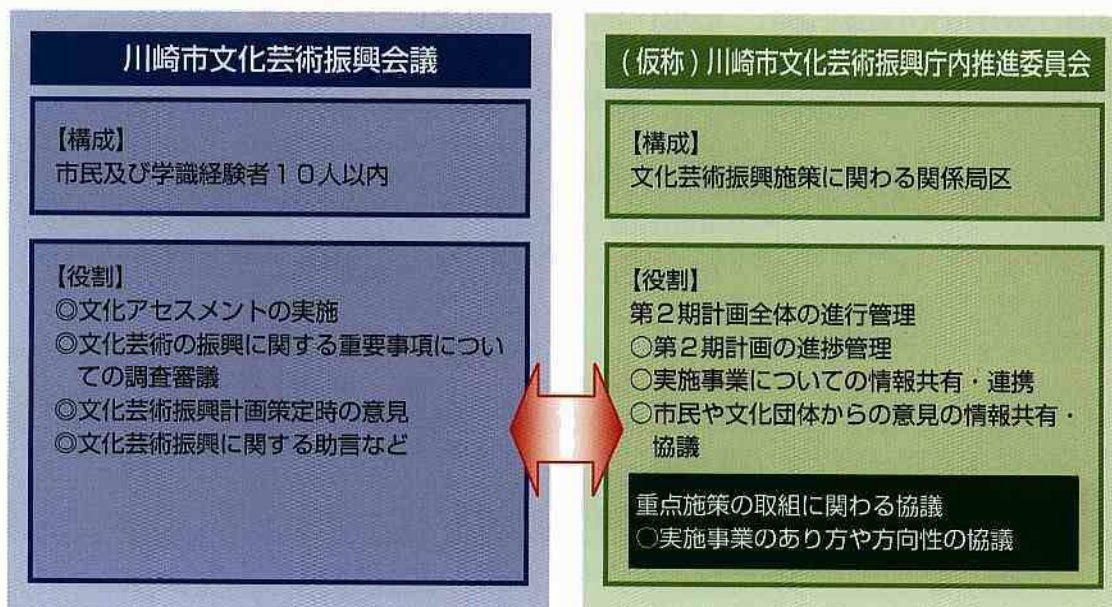 川崎市文化芸術振興会議
【構成】
市民及び学識経験者１０人以内
【役割】
◎文化アセスメントの実施
◎文化芸術の振興に関する重要事項につい
ての調査審議
◎文化芸術振興計画策定時の意見
◎文化芸術振興に関する助言など
(仮称)川崎市文化芸術振興庁内推進委員会
【構成】
文化芸術振興施策に関わる関係局区
【役割】
第２期計画全体の進行管理
○第２期計画の進捗管理
○実施事業についての情報共有・連携
○市民や文化団体からの意見の情報共有・
協議
重点施策の取組に関わる協議
○実施事業のあり方や方向性の協議